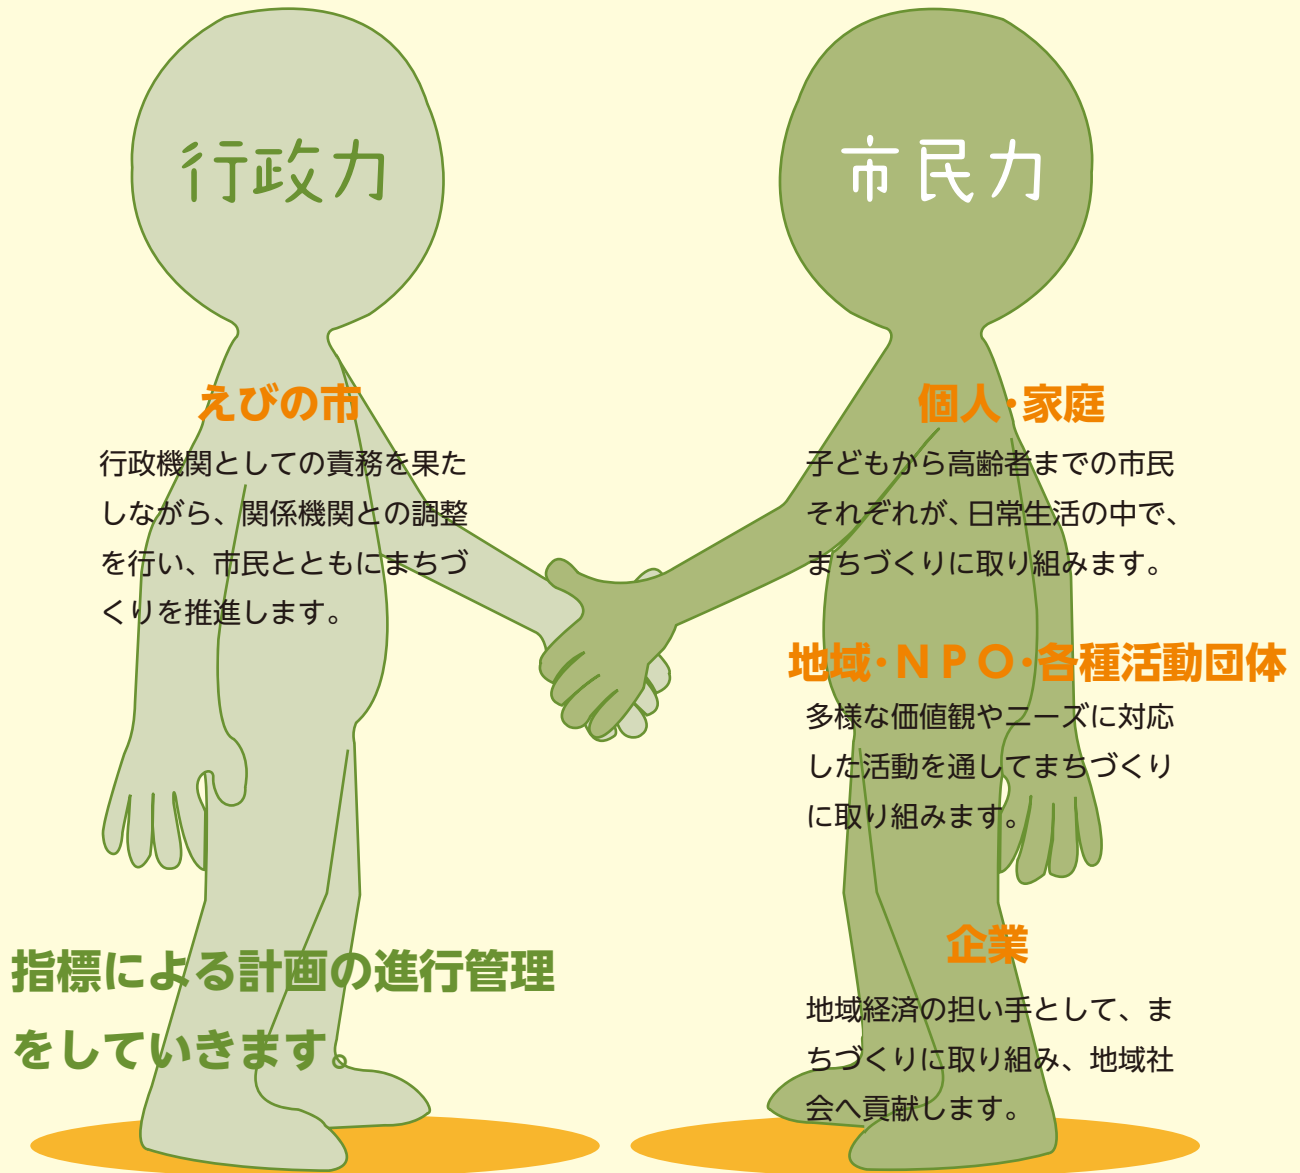 行政力
えびの市
行政機関としての責務を果た
しながら、関係機関との調整
を行い、市民とともにまちづ
くりを推進します。
指標による計画の進行管理
をしていきます。
市民力
個人・家庭
子どもから高齢者までの市民
それぞれが、日常生活の中で、
まちづくりに取り組みます。
地域・ＮＰＯ・各種活動団体
多様な価値観やニーズに対応
した活動を通してまちづくり
に取り組みます。
企業
地域経済の担い手として、ま
ちづくりに取り組み、地域社
会へ貢献します。